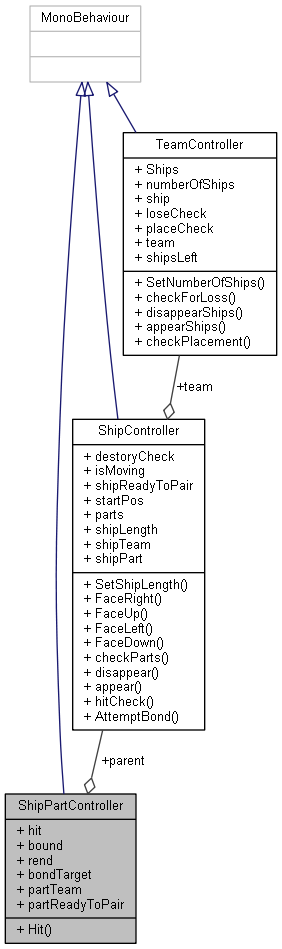 MonoBehaviour
TeamController
+ Ships
+ numberOfShips
+ ship
+ loseCheck
+ placeCheck
+ team
+ shipsLeft
+ SetNumberOfShips()
+ checkForLoss()
+ disappearShips()
+ appearShips()
+ checkPlacement()
+team
ShipController
+ destoryCheck
+ isMoving
+ shipReadyToPair
+ startPos
+ parts
+ shipLength
+ shipTeam
+ shipPart
+ SetShipLength()
+ FaceRight()
+ FaceUp()
+ FaceLeft()
+ FaceDown()
+ checkParts()
+ disappear()
+ appear()
+ hitCheck()
+ AttemptBond()
+parent
ShipPartController
+ hit
+ bound
+ rend
+ bondTarget
+ partTeam
+ partReadyToPair
+ Hit()